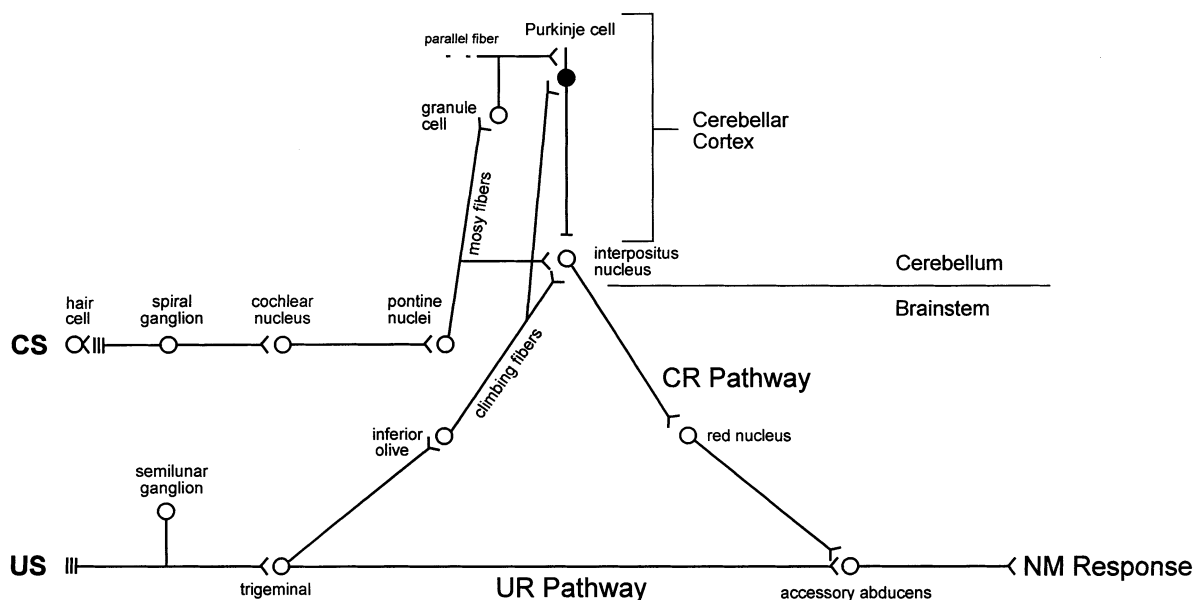 Purkinje cell
parallel fiber
granule
cell
Cerebellar
Cortex
mosy fibers
interpositus
nucleus
Cerebellum
Brainstem
hair
cell
spiral
ganglion
cochlear
nucleus
pontine
nuclei
CS
climbing fibers
CR Pathway
inferior
olive
red nucleus
semilunar
ganglion
US
trigeminal
UR Pathway
accessory abducens
NM Response